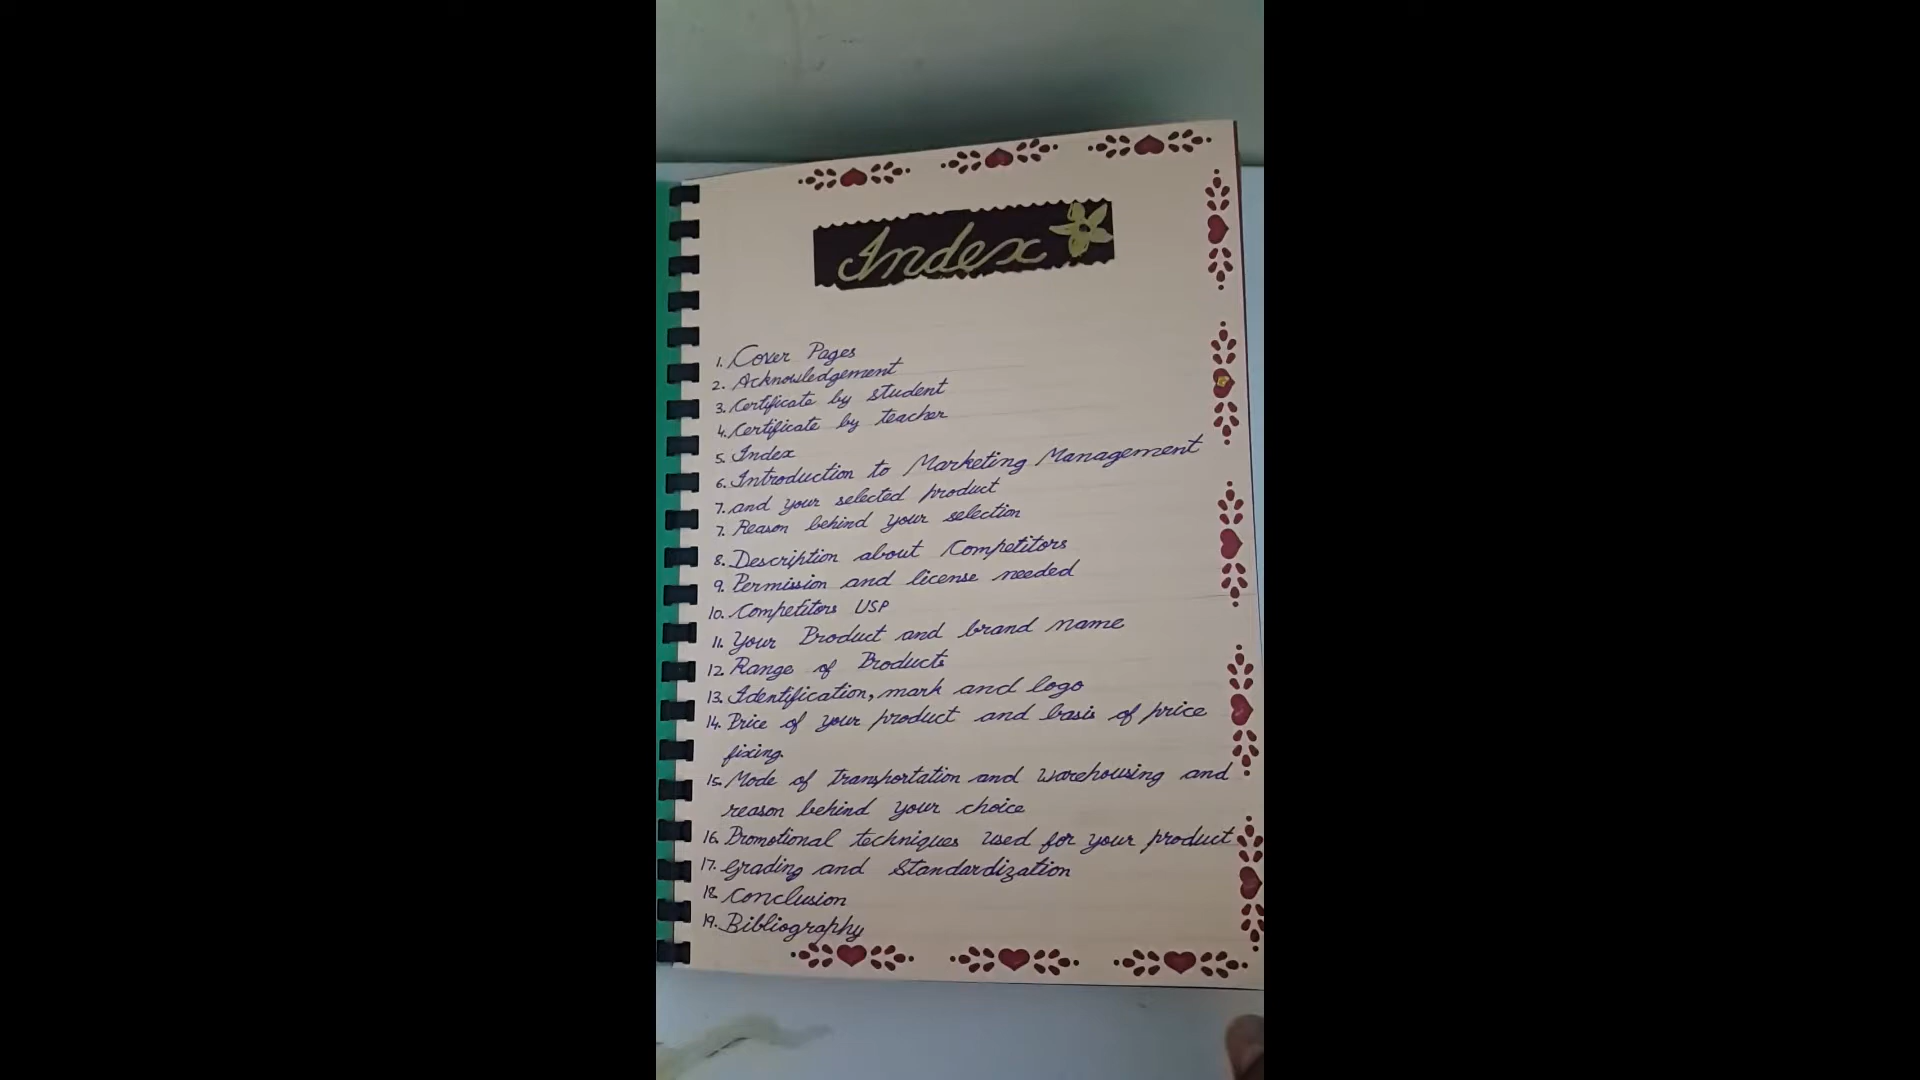 Index
1. Cover Pages
2. Acknowledgement
3. Certificate by student
4. Certificate by teacher
5. Index
6. Introduction to Marketing Management
7. and your selected product
7. Reason behind your selection
8. Description about Competitors
9. Permission and license needed
10. Competitors USP
11. Your Product and brand name
12. Range of Products
13. Identification, mark and logo
14. Price of your product and basis of price
fixing.
15. Mode of transportation and warehousing and
reason behind your choice
16. Promotional techniques used for your product
17. Grading and Standardization
18. Conclusion
19. Bibliography